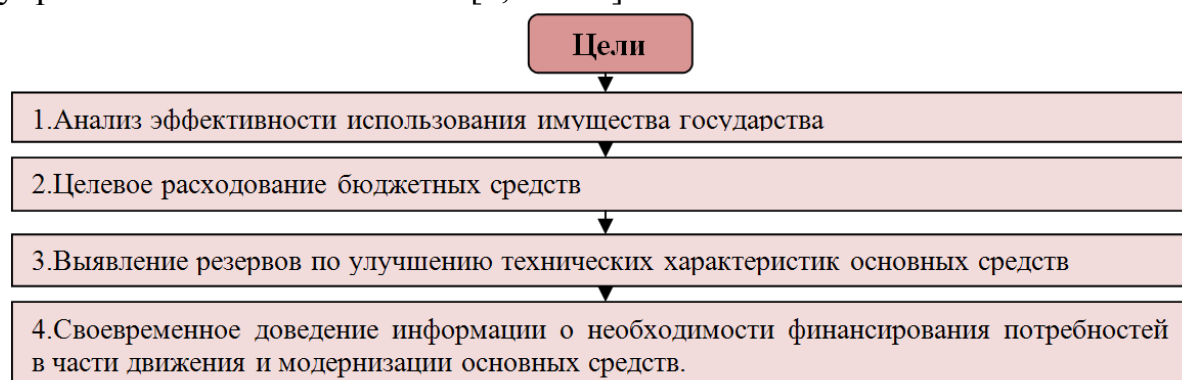 Цели
1.Анализ эффективности использования имущества государства
2.Целевое расходование бюджетных средств
3.Выявление резервов по улучшению технических характеристик основных средств
4.Своевременное доведение информации о необходимости финансирования потребностей
в части движения и модернизации основных средств.